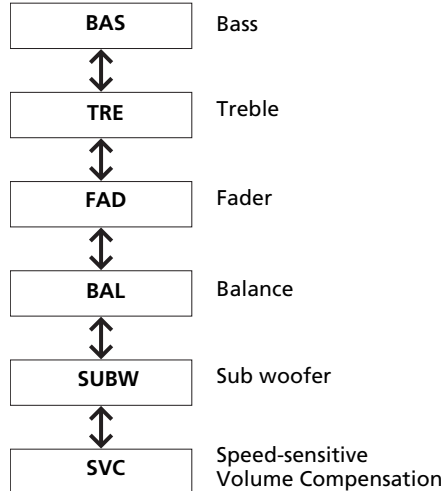 BAS Bass
TRE Treble
FAD Fader
BAL Balance
SUBW Sub woofer
SVC Speed-sensitive
Volume Compensation